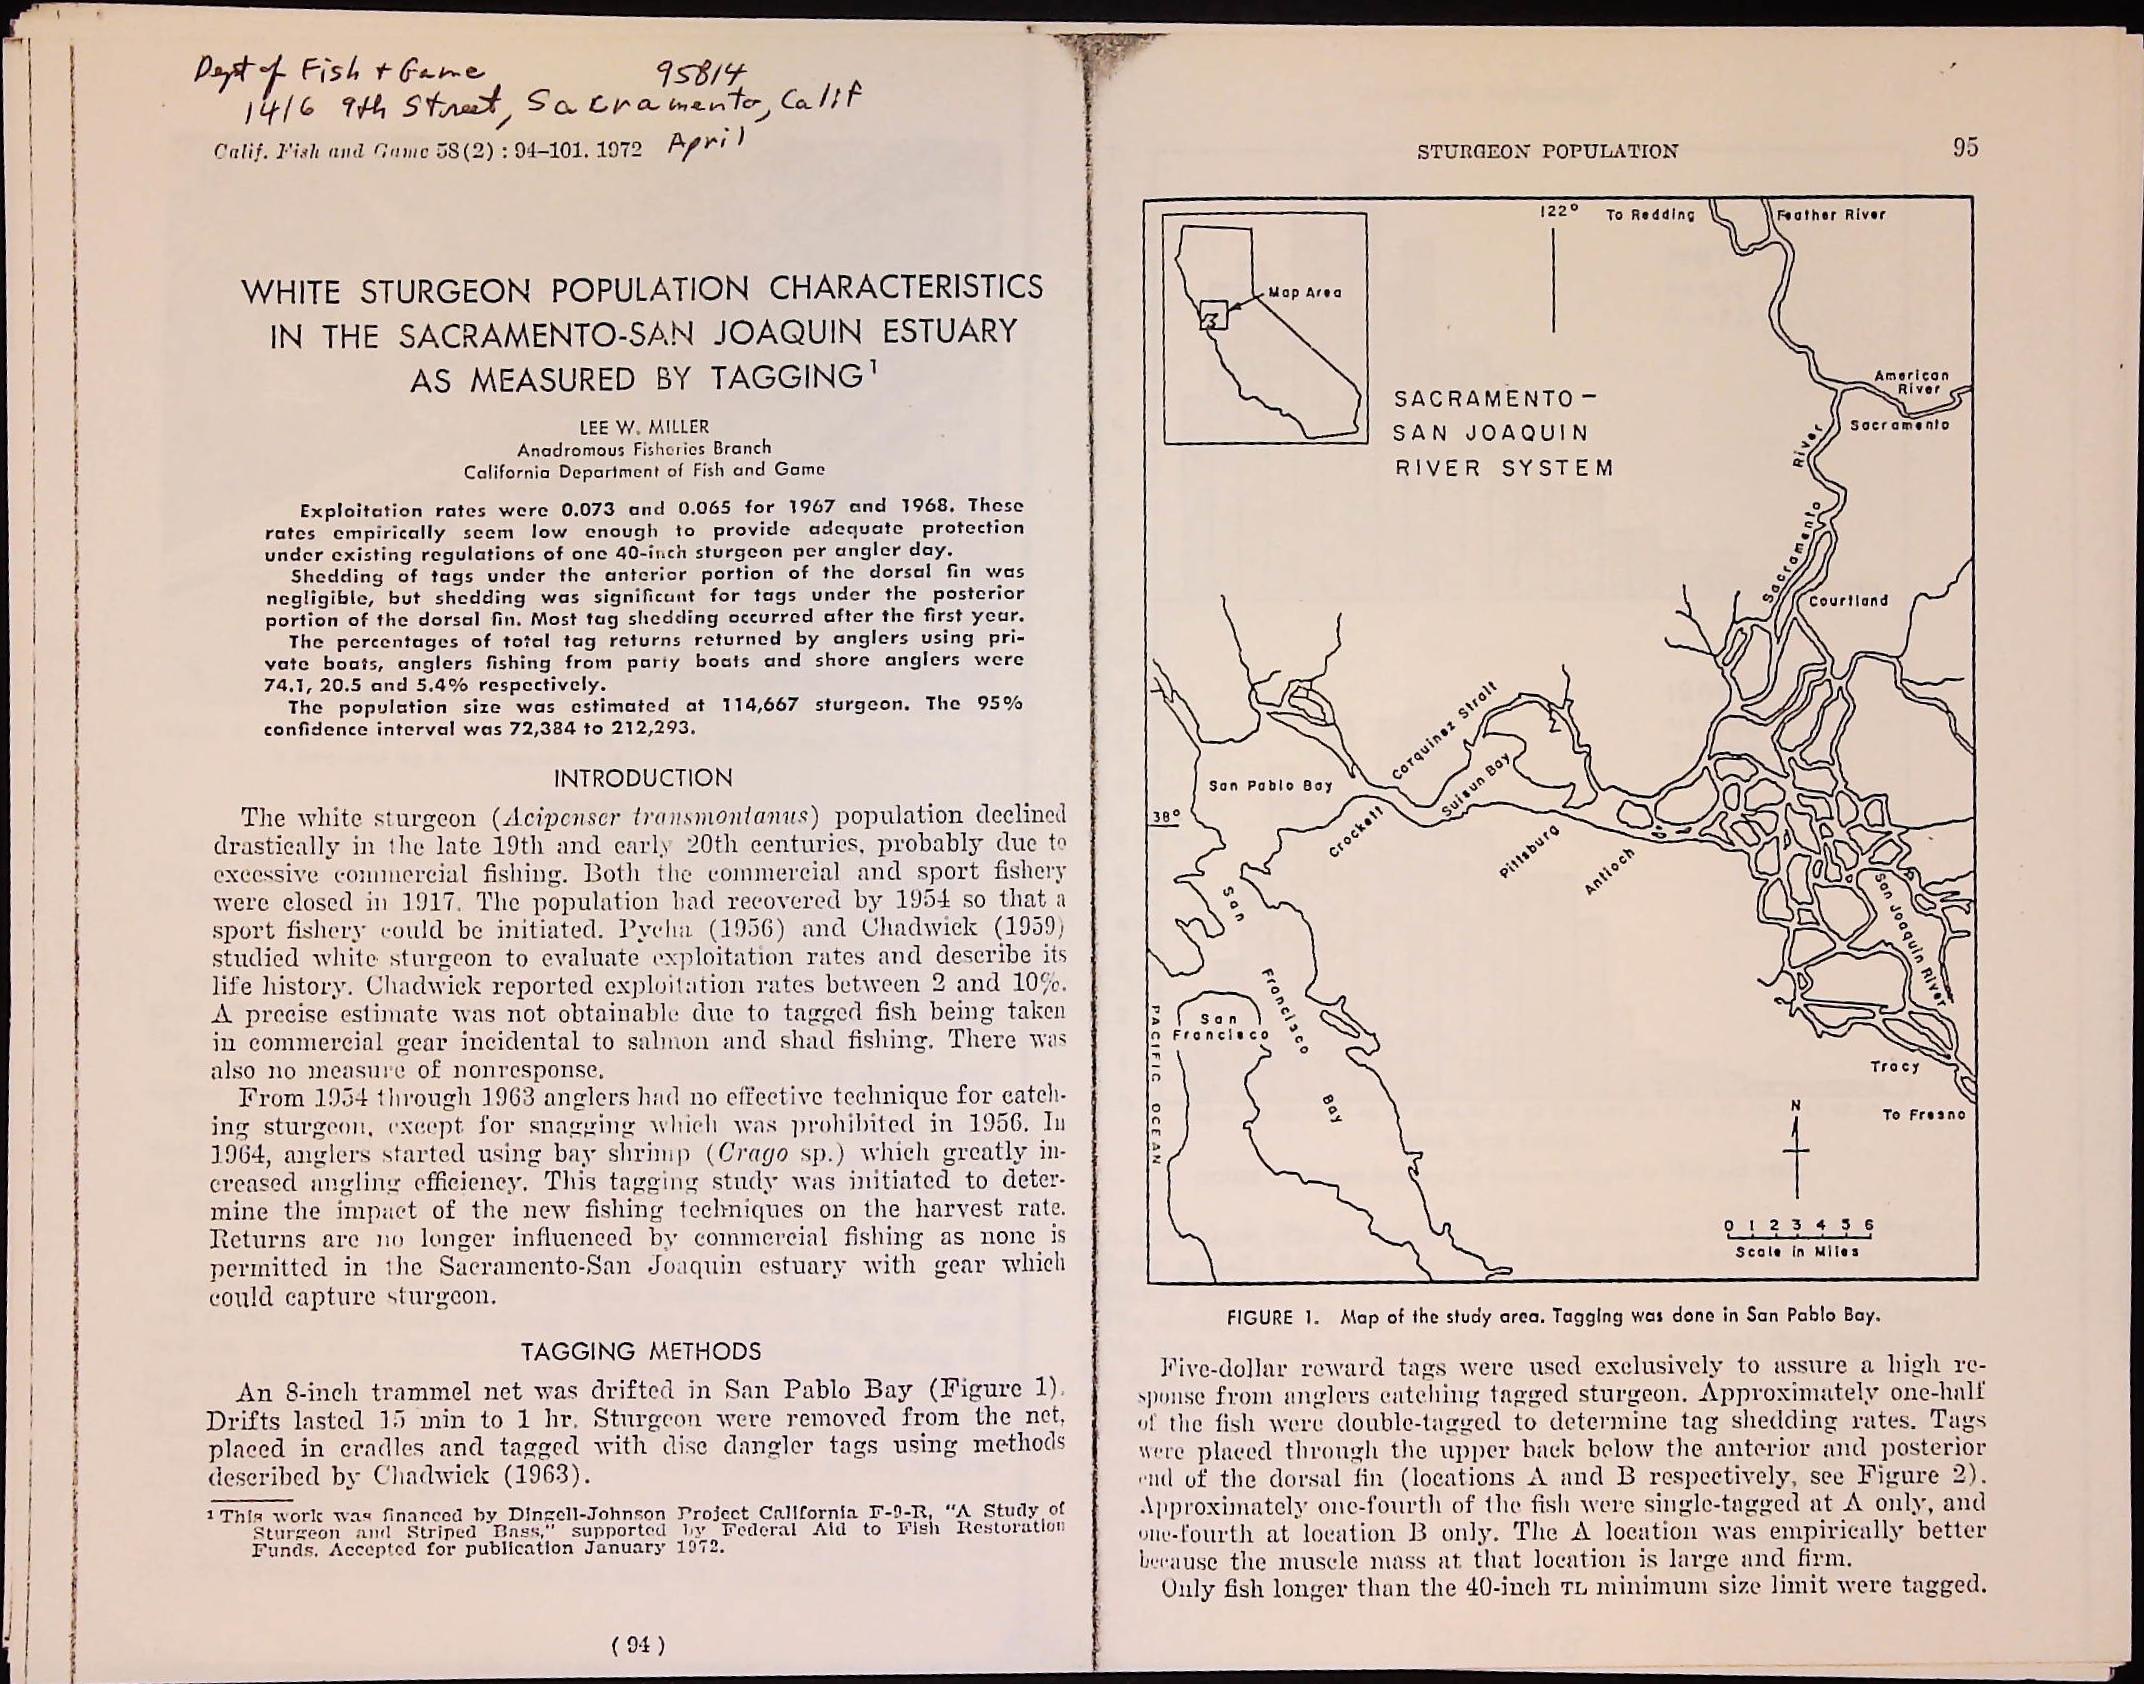 Dept of Fish + Game 95814
1416 9th Street, Sacramento, Calif
Calif. Fish and Game 58(2) : 94–101. 1972 April
WHITE STURGEON POPULATION CHARACTERISTICS
IN THE SACRAMENTO-SAN JOAQUIN ESTUARY
AS MEASURED BY TAGGING¹
LEE W. MILLER
Anadromous Fisheries Branch
California Department of Fish and Game
Exploitation rates were 0.073 and 0.065 for 1967 and 1968. These
rates empirically seem low enough to provide adequate protection
under existing regulations of one 40-inch sturgeon per angler day.
Shedding of tags under the anterior portion of the dorsal fin was
negligible, but shedding was significant for tags under the posterior
portion of the dorsal fin. Most tag shedding occurred after the first year.
The percentages of total tag returns returned by anglers using pri-
vate boats, anglers fishing from party boats and shore anglers were
74.1, 20.5 and 5.4% respectively.
The population size was estimated at 114,667 sturgeon. The 95%
confidence interval was 72,384 to 212,293.
INTRODUCTION
The white sturgeon (Acipenser transmontanus) population declined
drastically in the late 19th and early 20th centuries, probably due to
excessive commercial fishing. Both the commercial and sport fishery
were closed in 1917. The population had recovered by 1954 so that a
sport fishery could be initiated. Pycha (1956) and Chadwick (1959)
studied white sturgeon to evaluate exploitation rates and describe its
life history. Chadwick reported exploitation rates between 2 and 10%.
A precise estimate was not obtainable due to tagged fish being taken
in commercial gear incidental to salmon and shad fishing. There was
also no measure of nonresponse.
From 1954 through 1963 anglers had no effective technique for catch-
ing sturgeon, except for snagging which was prohibited in 1956. In
1964, anglers started using bay shrimp (Crago sp.) which greatly in-
creased angling efficiency. This tagging study was initiated to deter-
mine the impact of the new fishing techniques on the harvest rate.
Returns are no longer influenced by commercial fishing as none is
permitted in the Sacramento-San Joaquin estuary with gear which
could capture sturgeon.
TAGGING METHODS
An 8-inch trammel net was drifted in San Pablo Bay (Figure 1).
Drifts lasted 15 min to 1 hr. Sturgeon were removed from the net,
placed in cradles and tagged with disc dangler tags using methods
described by Chadwick (1963).
¹ This work was financed by Dingell-Johnson Project California F-9-R, "A Study of
Sturgeon and Striped Bass," supported by Federal Aid to Fish Restoration
Funds. Accepted for publication January 1972.
( 94 )
STURGEON POPULATION 95
122° To Redding Feather River
Map Area
American
River
Sacramento
SACRAMENTO –
SAN JOAQUIN
RIVER SYSTEM
Sacramento River
Courtland
Carquinez Strait
Suisun Bay
San Pablo Bay
38°
Crockett
Pittsburg
Antioch
San Joaquin River
San Francisco Bay
San
Francisco
PACIFIC OCEAN
Tracy
To Fresno
N
0 1 2 3 4 5 6
Scale in Miles
FIGURE 1. Map of the study area. Tagging was done in San Pablo Bay.
Five-dollar reward tags were used exclusively to assure a high re-
sponse from anglers catching tagged sturgeon. Approximately one-half
of the fish were double-tagged to determine tag shedding rates. Tags
were placed through the upper back below the anterior and posterior
end of the dorsal fin (locations A and B respectively, see Figure 2).
Approximately one-fourth of the fish were single-tagged at A only, and
one-fourth at location B only. The A location was empirically better
because the muscle mass at that location is large and firm.
Only fish longer than the 40-inch TL minimum size limit were tagged.